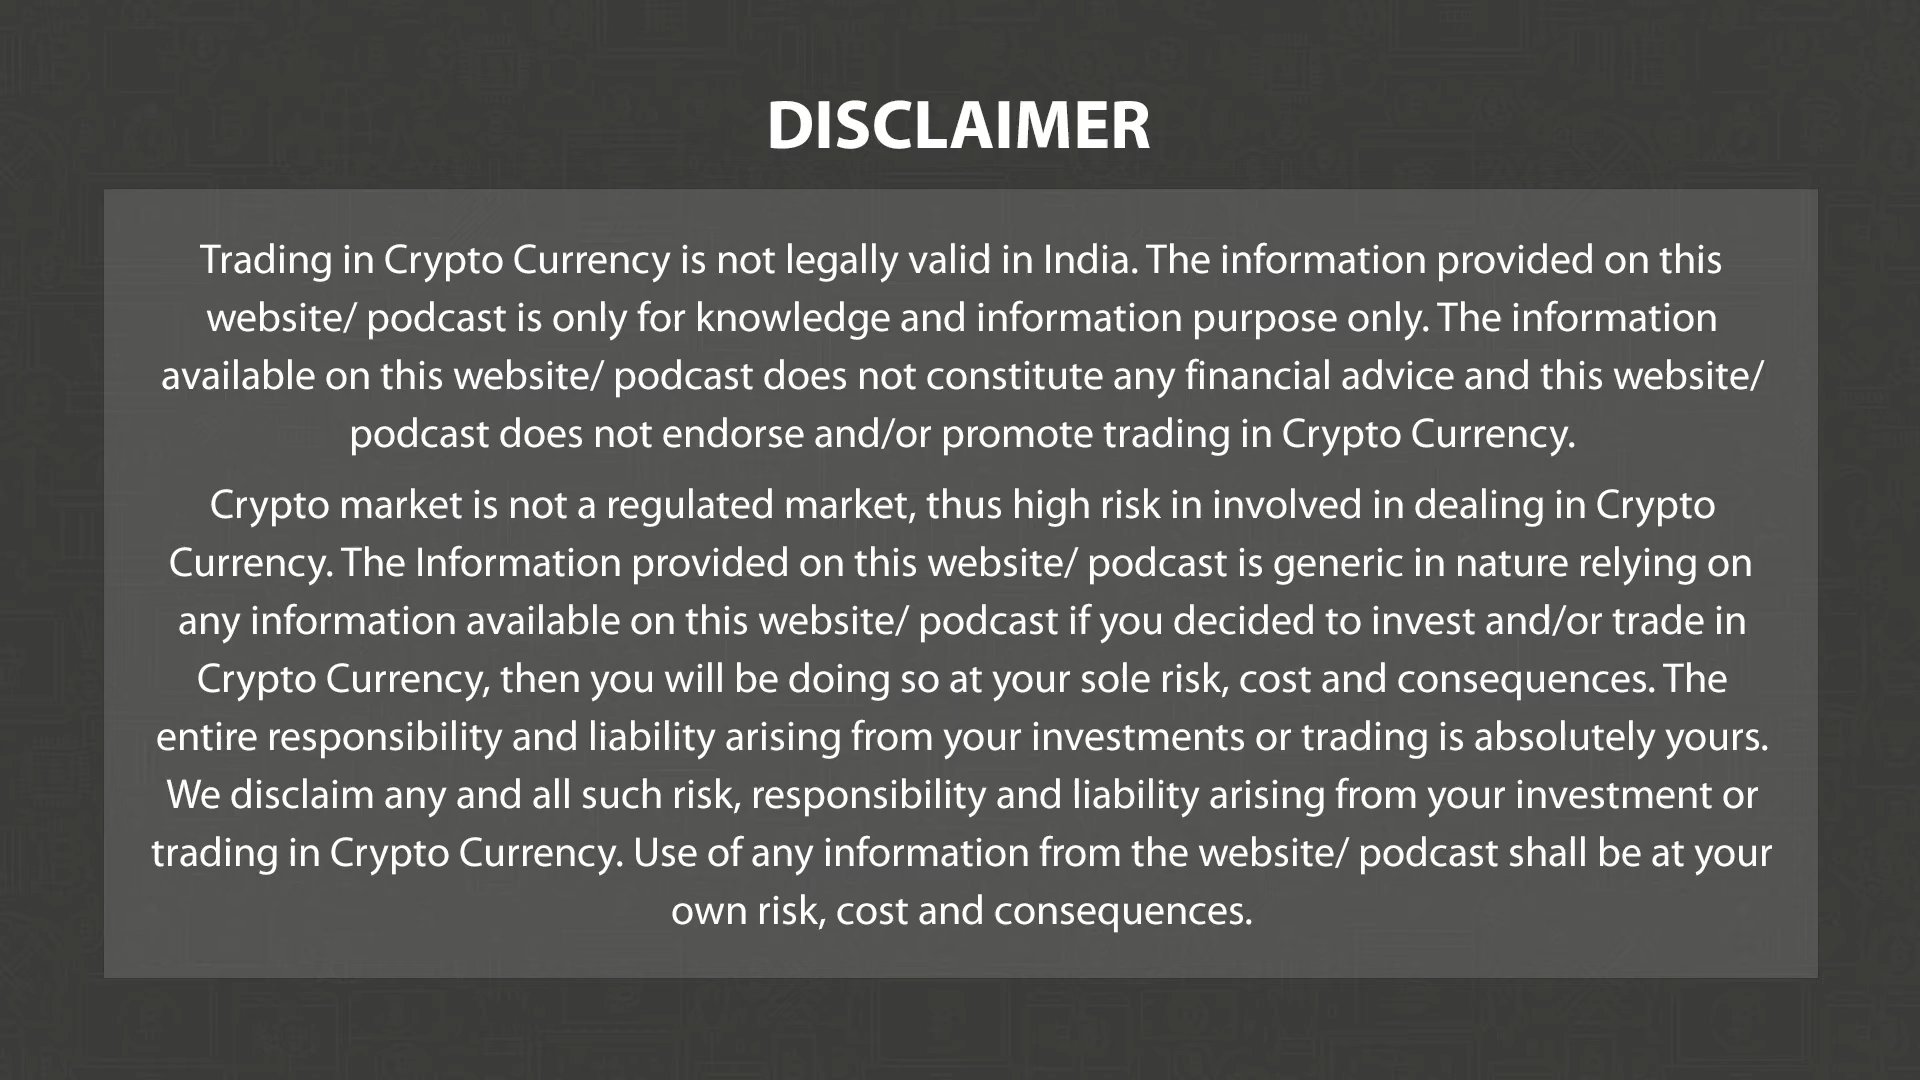 DISCLAIMER
Trading in Crypto Currency is not legally valid in India. The information provided on this
website/ podcast is only for knowledge and information purpose only. The information
available on this website/ podcast does not constitute any financial advice and this website/
podcast does not endorse and/or promote trading in Crypto Currency.
Crypto market is not a regulated market, thus high risk in involved in dealing in Crypto
Currency. The Information provided on this website/ podcast is generic in nature relying on
any information available on this website/ podcast if you decided to invest and/or trade in
Crypto Currency, then you will be doing so at your sole risk, cost and consequences. The
entire responsibility and liability arising from your investments or trading is absolutely yours.
We disclaim any and all such risk, responsibility and liability arising from your investment or
trading in Crypto Currency. Use of any information from the website/ podcast shall be at your
own risk, cost and consequences.